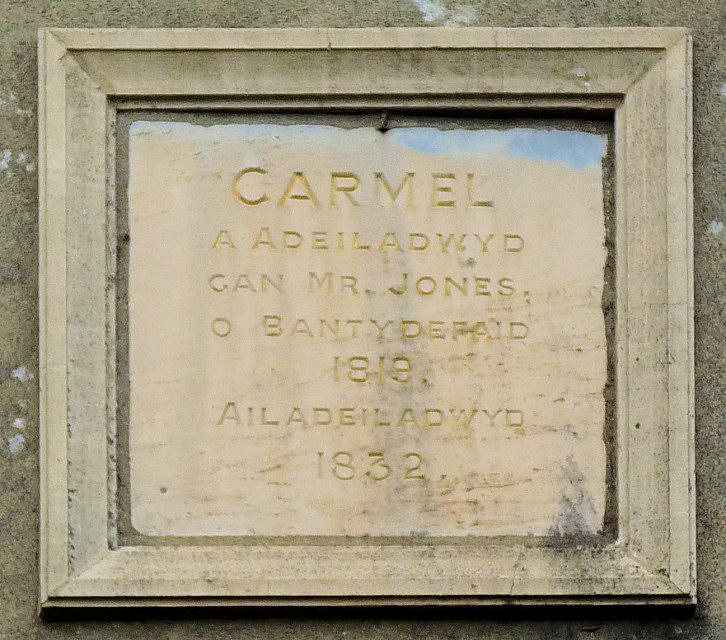 CARMEL
A ADEILADWYD
GAN MR. JONES,
O BANTYDEFAID
1819.
AILADEILADWYD
1832.